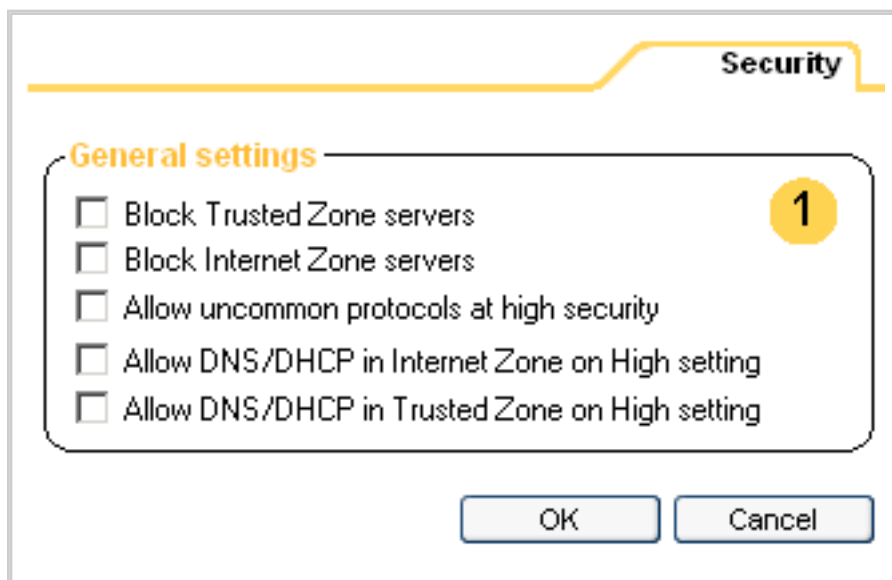 Security
General settings
1
Block Trusted Zone servers
Block Internet Zone servers
Allow uncommon protocols at high security
Allow DNS/DHCP in Internet Zone on High setting
Allow DNS/DHCP in Trusted Zone on High setting
OK Cancel